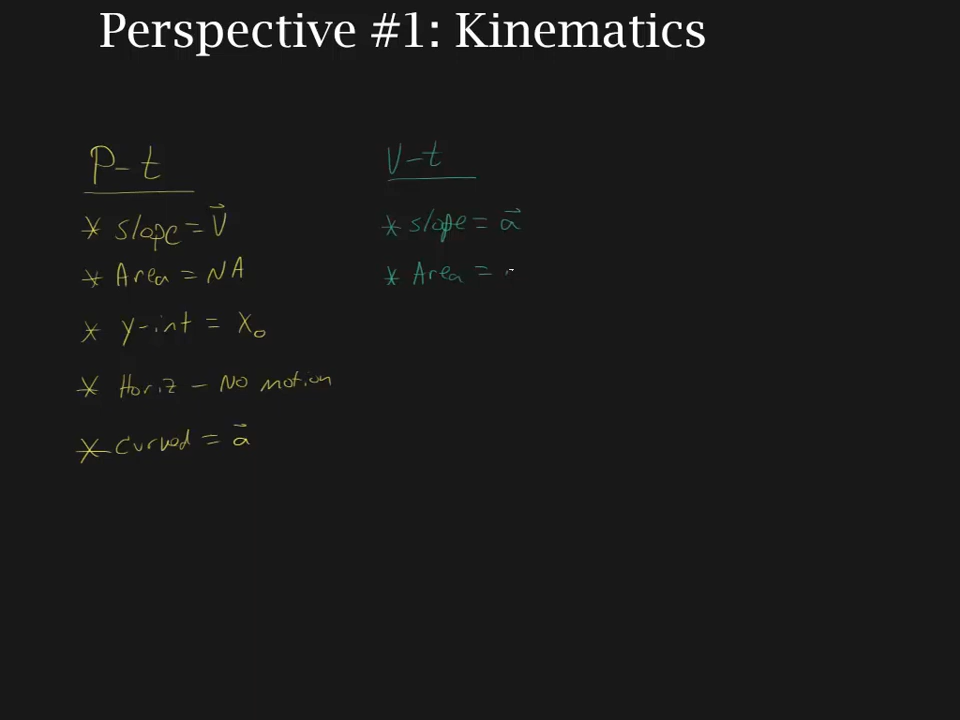 Perspective #1: Kinematics
P-t
* slope = V⃗
* Area = NA
* y-int = X₀
* Horiz - No motion
* Curved = a⃗
V-t
* slope = a⃗
* Area =